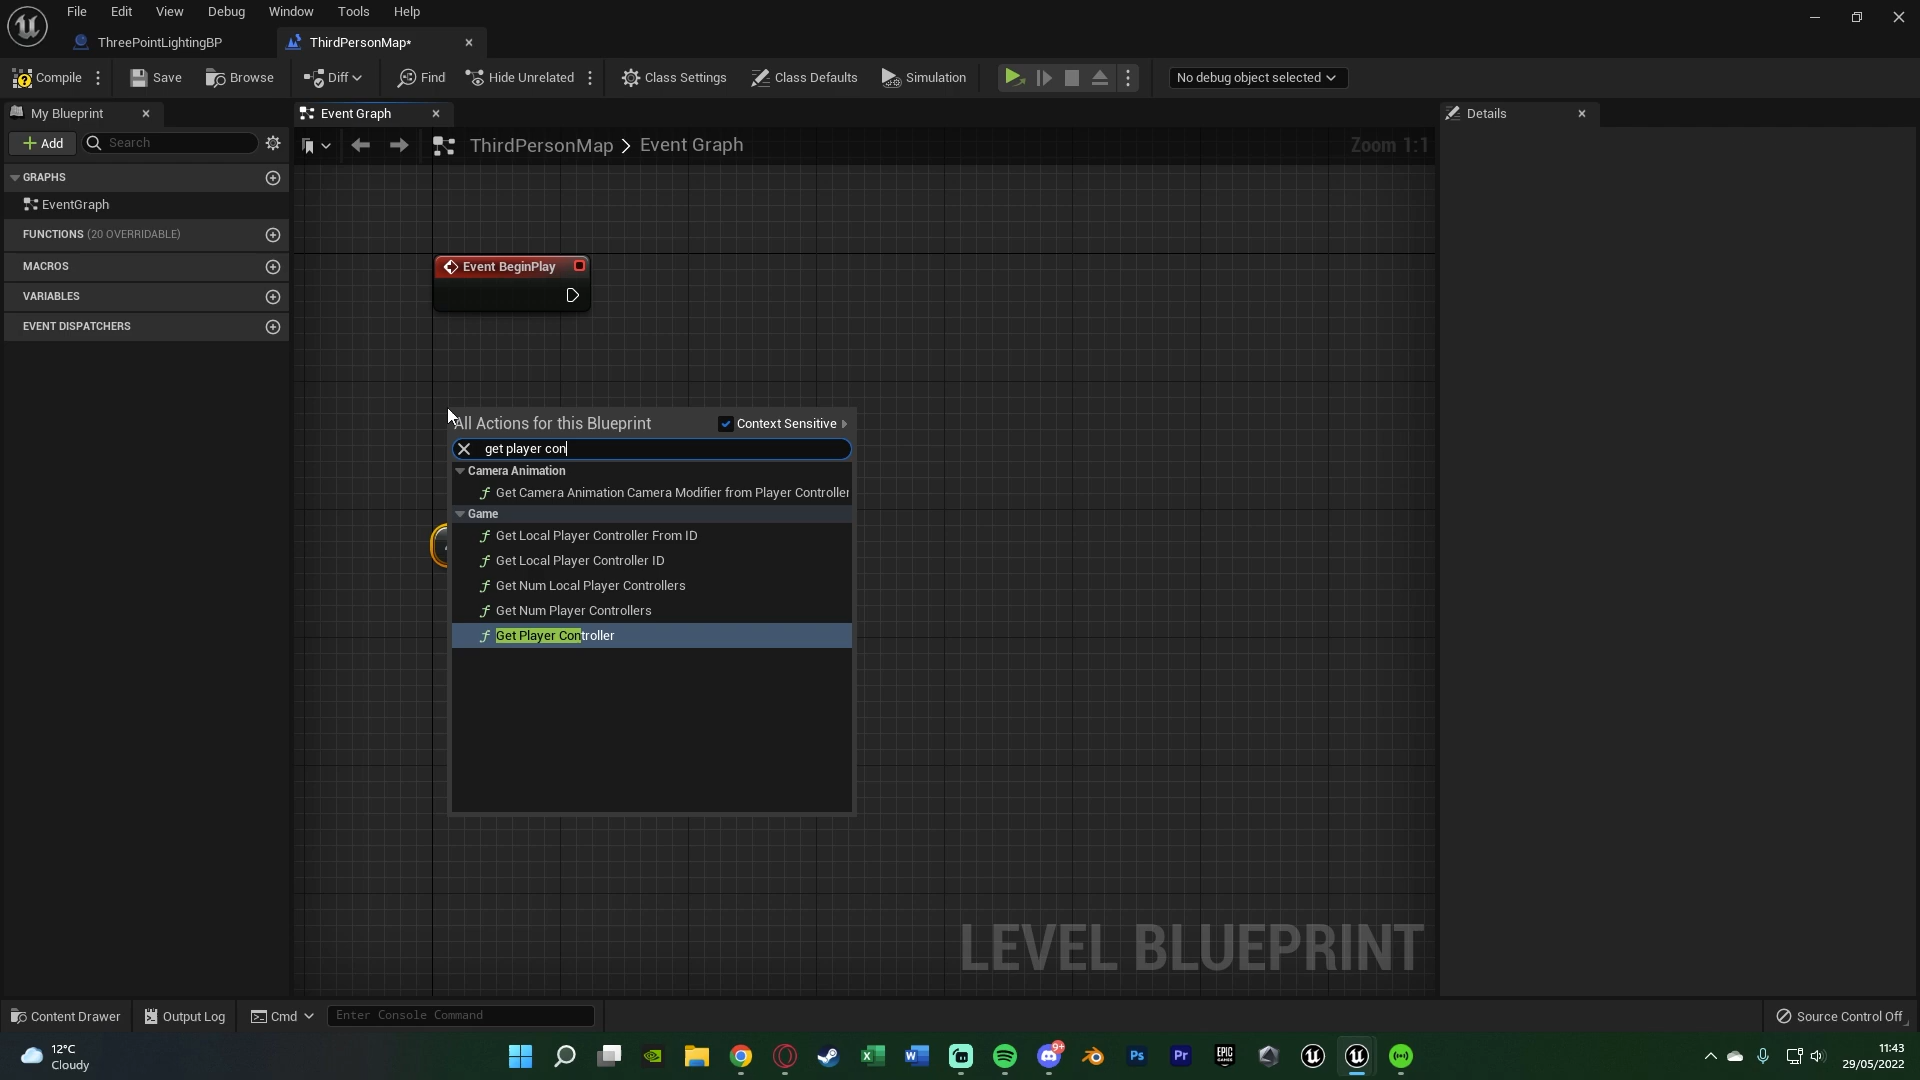 File Edit View Debug Window Tools Help
ThreePointLightingBP ThirdPersonMap*
Compile Save Browse Diff Find Hide Unrelated Class Settings Class Defaults Simulation No debug object selected
My Blueprint Event Graph Details
Add Search ThirdPersonMap > Event Graph Zoom 1:1
GRAPHS
EventGraph
FUNCTIONS (20 OVERRIDABLE)
MACROS
VARIABLES
EVENT DISPATCHERS
Event BeginPlay
All Actions for this Blueprint Context Sensitive
get player con
Camera Animation
Get Camera Animation Camera Modifier from Player Controller
Game
Get Local Player Controller From ID
Get Local Player Controller ID
Get Num Local Player Controllers
Get Num Player Controllers
Get Player Controller
LEVEL BLUEPRINT
Content Drawer Output Log Cmd Enter Console Command Source Control Off
12°C
Cloudy
Ps Pr EPIC GAMES
9+
11:43
29/05/2022